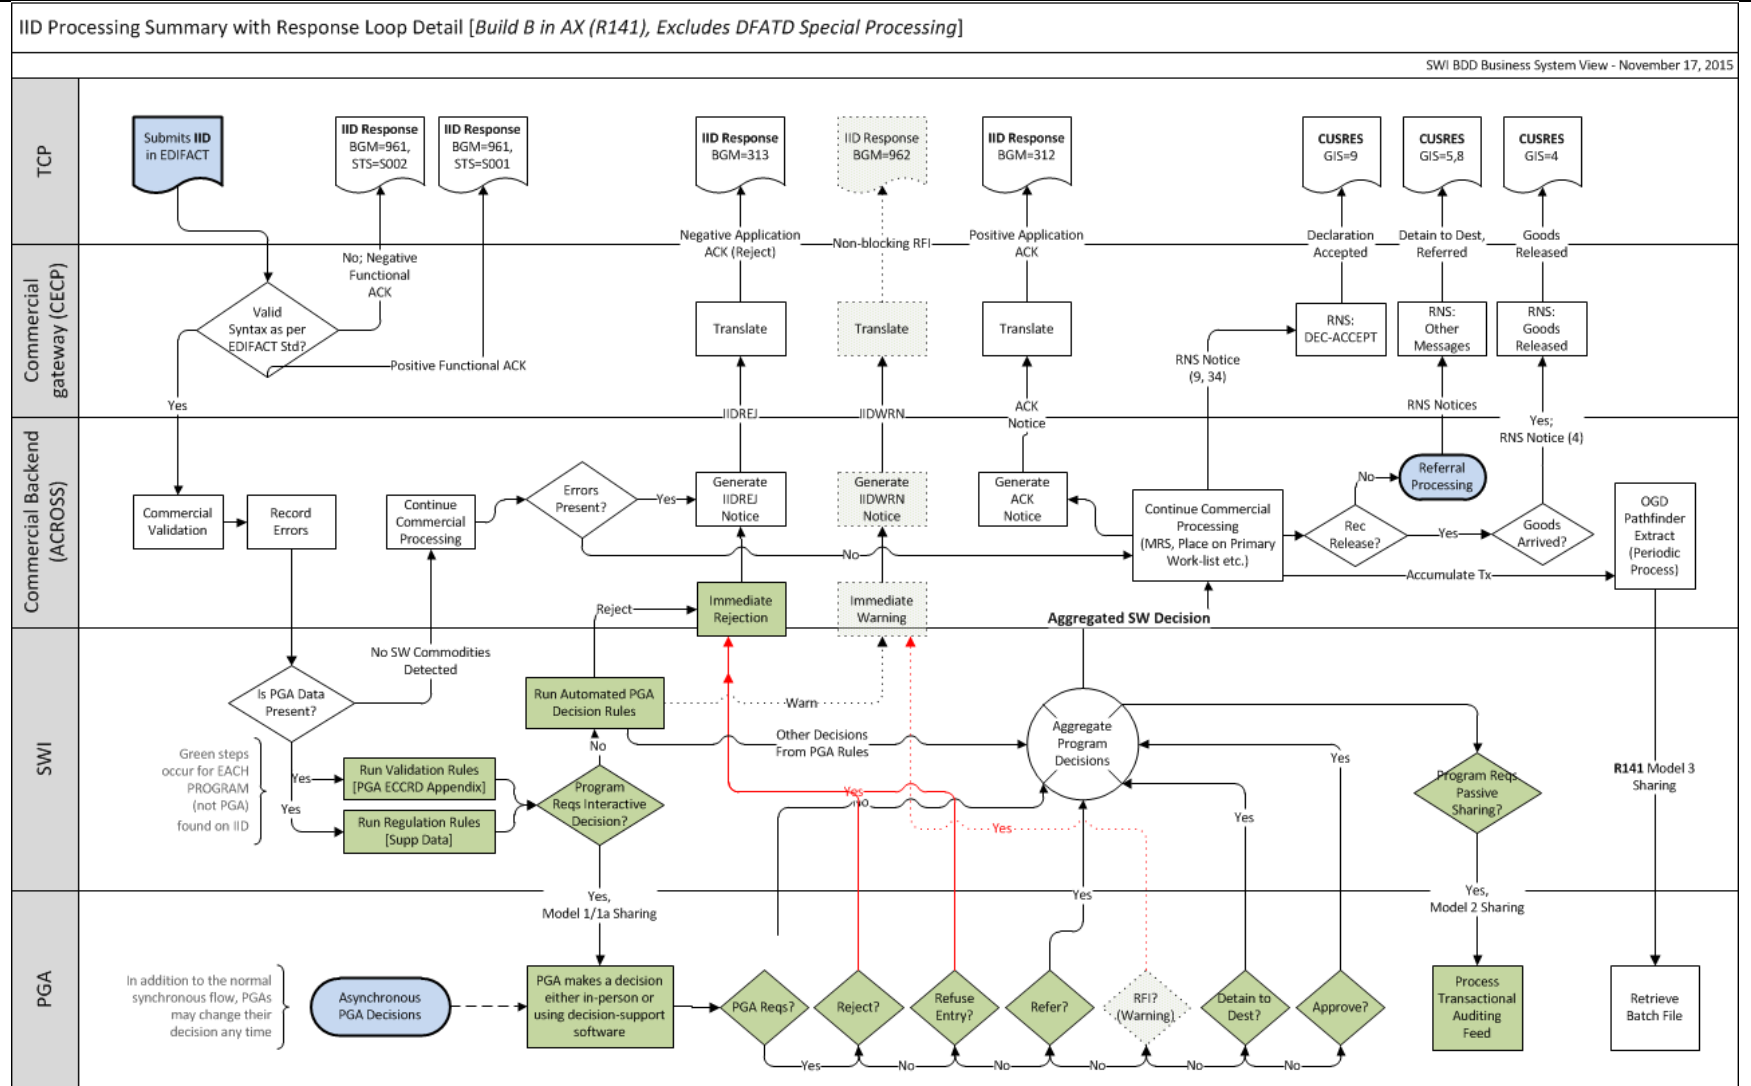 IID Processing Summary with Response Loop Detail [Build B in AX (R141), Excludes DFATD Special Processing]
SWI BDD Business System View - November 17, 2015
TCP
Submits IID
in EDIFACT
IID Response
BGM=961,
STS=S002
IID Response
BGM=961,
STS=S001
IID Response
BGM=313
IID Response
BGM=962
IID Response
BGM=312
CUSRES
GIS=9
CUSRES
GIS=5,8
CUSRES
GIS=4
Negative Application
ACK (Reject)
Non-blocking RFI
Positive Application
ACK
Declaration
Accepted
Detain to Dest,
Referred
Goods
Released
Commercial
gateway (CECP)
No; Negative
Functional
ACK
Valid
Syntax as per
EDIFACT Std?
Positive Functional ACK
Yes
Translate
Translate
Translate
RNS:
DEC-ACCEPT
RNS:
Other
Messages
RNS:
Goods
Released
RNS Notice
(9, 34)
IIDREJ
IIDWRN
ACK
Notice
RNS Notices
Yes;
RNS Notice (4)
Commercial Backend
(ACROSS)
Commercial
Validation
Record
Errors
Continue
Commercial
Processing
Errors
Present?
Yes
Generate
IIDREJ
Notice
Generate
IIDWRN
Notice
Generate
ACK
Notice
Continue Commercial
Processing
(MRS, Place on Primary
Work-list etc.)
Rec
Release?
No
Referral
Processing
Yes
Goods
Arrived?
OGD
Pathfinder
Extract
(Periodic
Process)
No
Accumulate Tx
Reject
Immediate
Rejection
Immediate
Warning
Aggregated SW Decision
SWI
No SW Commodities
Detected
Is PGA Data
Present?
Run Automated PGA
Decision Rules
Warn
Other Decisions
From PGA Rules
Aggregate
Program
Decisions
Green steps
occur for EACH
PROGRAM
(not PGA)
found on IID
Yes
Yes
Run Validation Rules
[PGA ECCRD Appendix]
Run Regulation Rules
[Supp Data]
No
Program
Reqs Interactive
Decision?
Yes
No
Yes
Yes
Yes
Program Reqs
Passive
Sharing?
R141 Model 3
Sharing
Yes,
Model 1/1a Sharing
Yes
Yes,
Model 2 Sharing
PGA
In addition to the normal
synchronous flow, PGAs
may change their
decision any time
Asynchronous
PGA Decisions
PGA makes a decision
either in-person or
using decision-support
software
PGA Reqs?
Reject?
Refuse
Entry?
Refer?
RFI?
(Warning)
Detain to
Dest?
Approve?
Process
Transactional
Auditing
Feed
Retrieve
Batch File
Yes
No
No
No
No
No